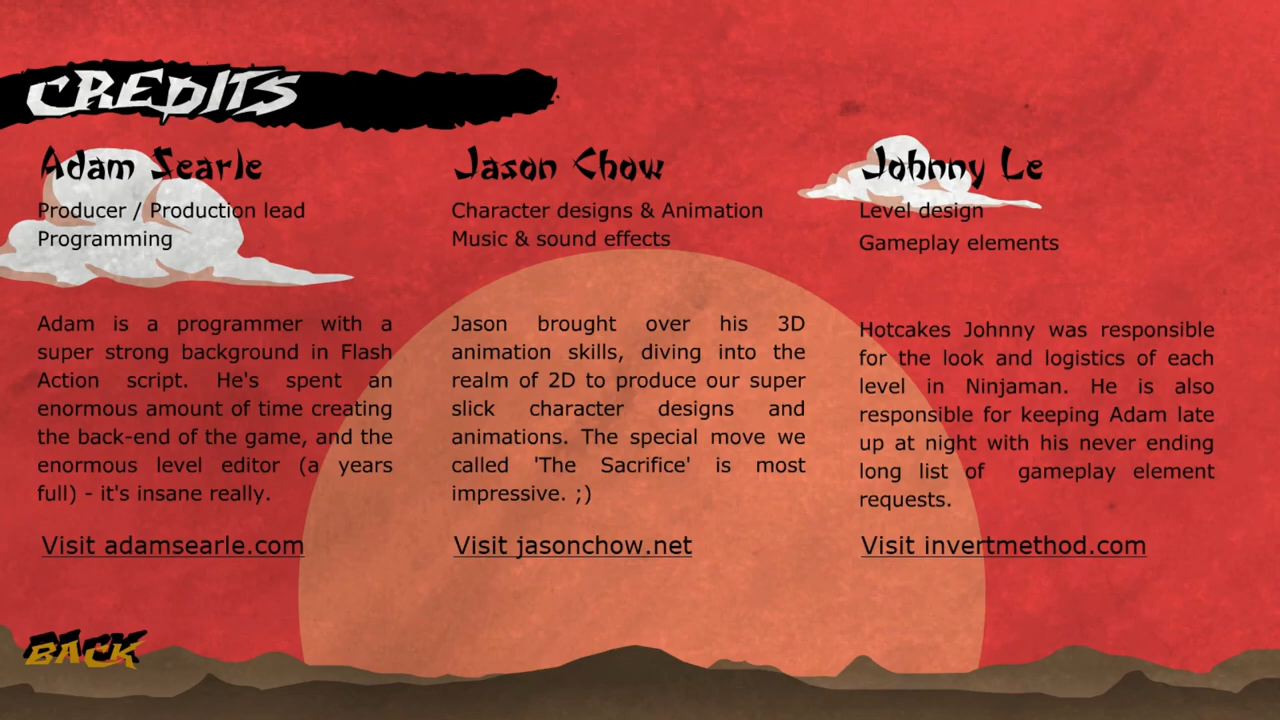 CREDITS
Adam Searle
Producer / Production lead
Programming
Adam is a programmer with a
super strong background in Flash
Action script. He's spent an
enormous amount of time creating
the back-end of the game, and the
enormous level editor (a years
full) - it's insane really.
Visit adamsearle.com
Jason Chow
Character designs & Animation
Music & sound effects
Jason brought over his 3D
animation skills, diving into the
realm of 2D to produce our super
slick character designs and
animations. The special move we
called 'The Sacrifice' is most
impressive. ;)
Visit jasonchow.net
Johnny Le
Level design
Gameplay elements
Hotcakes Johnny was responsible
for the look and logistics of each
level in Ninjaman. He is also
responsible for keeping Adam late
up at night with his never ending
long list of gameplay element
requests.
Visit invertmethod.com
BACK